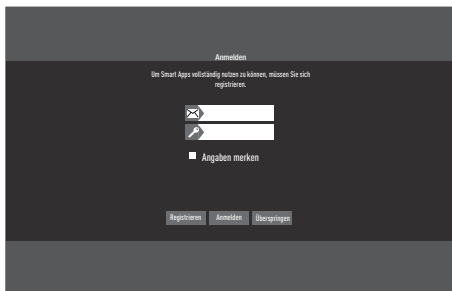 Anmelden
Um Smart Apps vollständig nutzen zu können, müssen Sie sich
registrieren.
Angaben merken
Registrieren Anmelden Überspringen